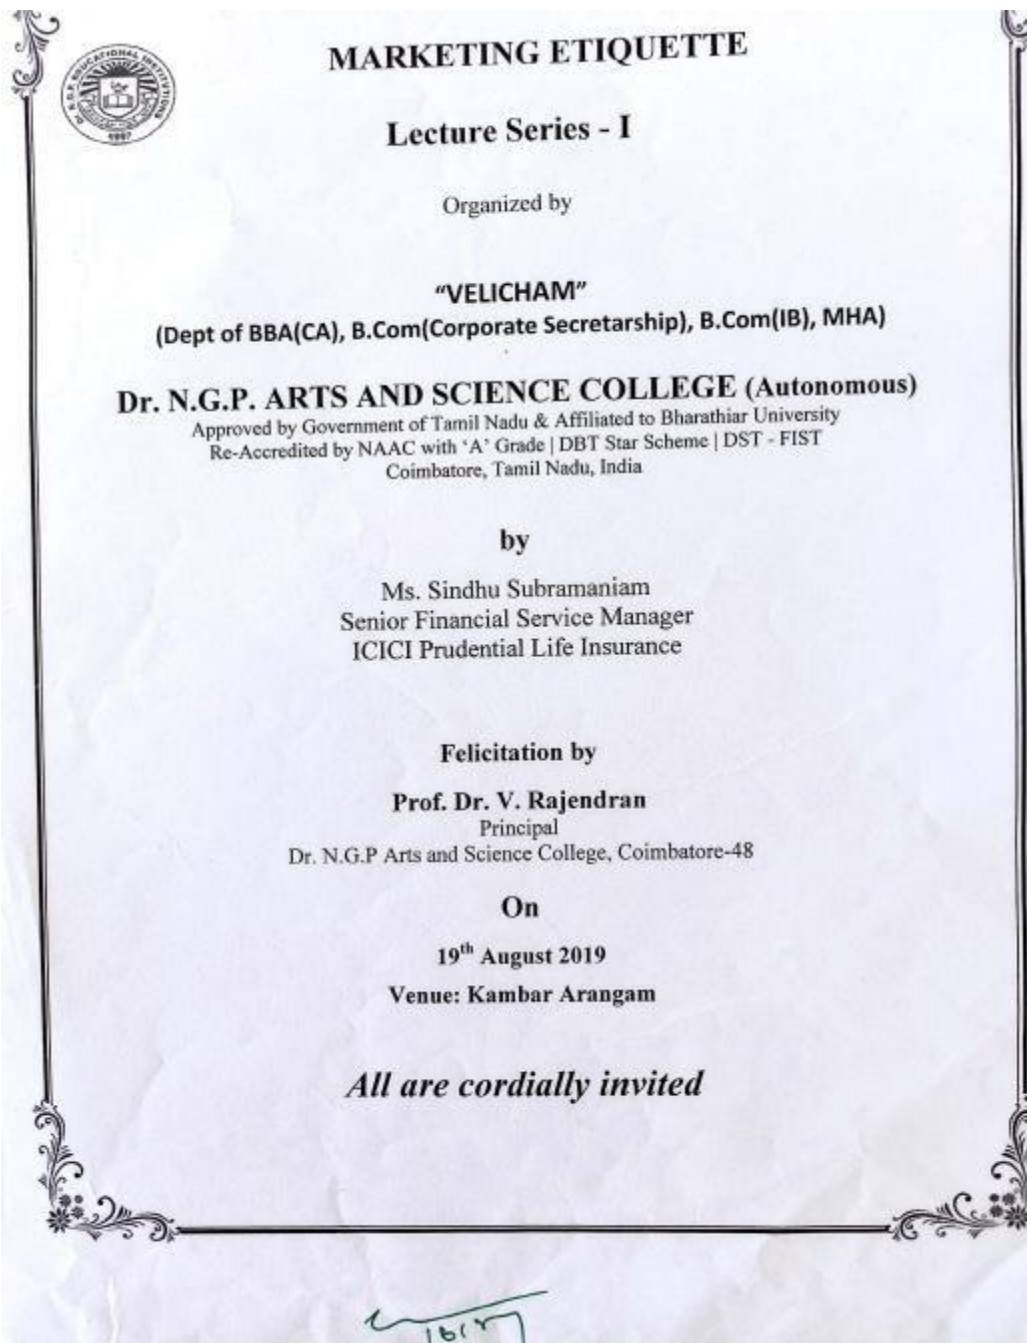 Dr. N.G.P. EDUCATIONAL INSTITUTIONS
1997
MARKETING ETIQUETTE
Lecture Series - I
Organized by
“VELICHAM”
(Dept of BBA(CA), B.Com(Corporate Secretarship), B.Com(IB), MHA)
Dr. N.G.P. ARTS AND SCIENCE COLLEGE (Autonomous)
Approved by Government of Tamil Nadu & Affiliated to Bharathiar University
Re-Accredited by NAAC with ‘A’ Grade | DBT Star Scheme | DST - FIST
Coimbatore, Tamil Nadu, India
by
Ms. Sindhu Subramaniam
Senior Financial Service Manager
ICICI Prudential Life Insurance
Felicitation by
Prof. Dr. V. Rajendran
Principal
Dr. N.G.P Arts and Science College, Coimbatore-48
On
19th August 2019
Venue: Kambar Arangam
All are cordially invited